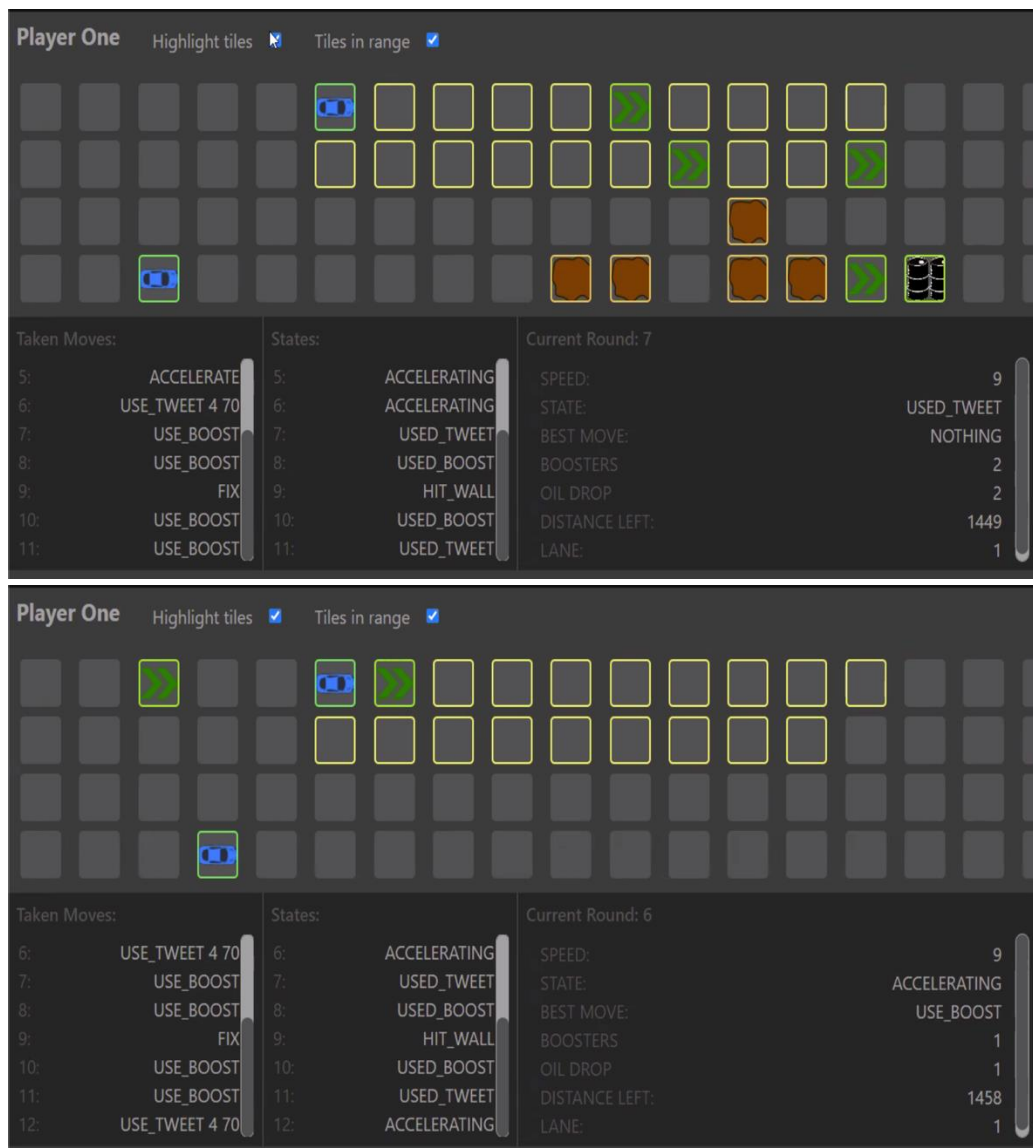 Player One Highlight tiles Tiles in range
Taken Moves: States: Current Round: 7
5: ACCELERATE 5: ACCELERATING SPEED: 9
6: USE_TWEET 4 70 6: ACCELERATING STATE: USED_TWEET
7: USE_BOOST 7: USED_TWEET BEST MOVE: NOTHING
8: USE_BOOST 8: USED_BOOST BOOSTERS 2
9: FIX 9: HIT_WALL OIL DROP 2
10: USE_BOOST 10: USED_BOOST DISTANCE LEFT: 1449
11: USE_BOOST 11: USED_TWEET LANE: 1
Player One Highlight tiles Tiles in range
Taken Moves: States: Current Round: 6
6: USE_TWEET 4 70 6: ACCELERATING SPEED: 9
7: USE_BOOST 7: USED_TWEET STATE: ACCELERATING
8: USE_BOOST 8: USED_BOOST BEST MOVE: USE_BOOST
9: FIX 9: HIT_WALL BOOSTERS 1
10: USE_BOOST 10: USED_BOOST OIL DROP 1
11: USE_BOOST 11: USED_TWEET DISTANCE LEFT: 1458
12: USE_TWEET 4 70 12: ACCELERATING LANE: 1